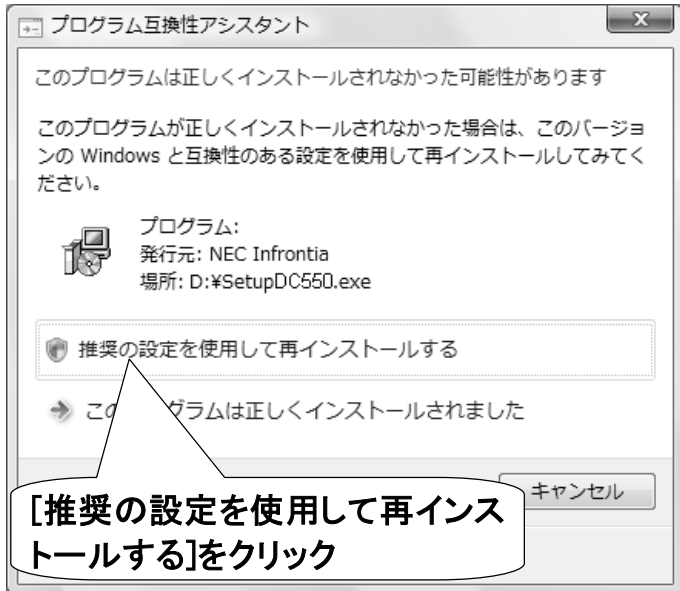 プログラム互換性アシスタント
x
このプログラムは正しくインストールされなかった可能性があります
このプログラムが正しくインストールされなかった場合は、このバージョ
ンの Windows と互換性のある設定を使用して再インストールしてみてく
ださい。
プログラム:
発行元: NEC Infrontia
場所: D:¥SetupDC550.exe
推奨の設定を使用して再インストールする
この グラムは正しくインストールされました
キャンセル
[推奨の設定を使用して再インス
トールする]をクリック